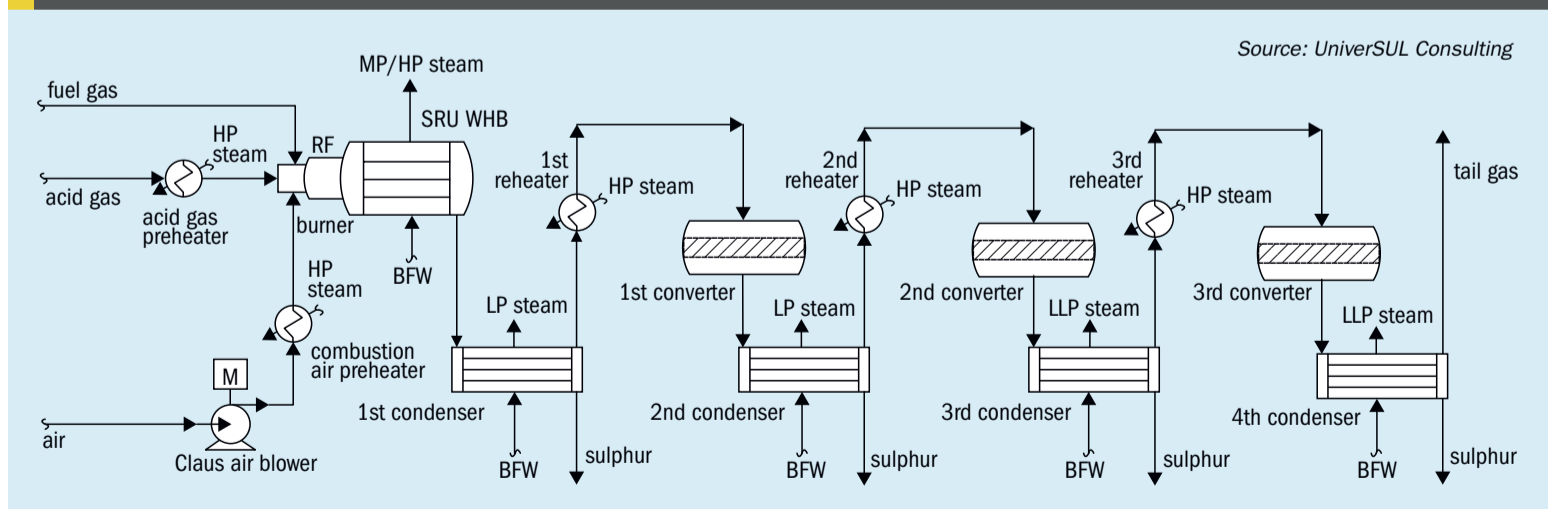 Source: UniverSUL Consulting
MP/HP steam
fuel gas
SRU WHB
HP
steam
RF
acid gas
acid gas
preheater
burner
BFW
HP
steam
combustion
air preheater
M
air
Claus air blower
1st
reheater
HP steam
LP steam
1st condenser
BFW
sulphur
1st converter
2nd
reheater
HP steam
LP steam
2nd condenser
BFW
sulphur
2nd converter
3rd
reheater
HP steam
LLP steam
3rd condenser
BFW
sulphur
3rd converter
LLP steam
4th condenser
BFW
sulphur
tail gas